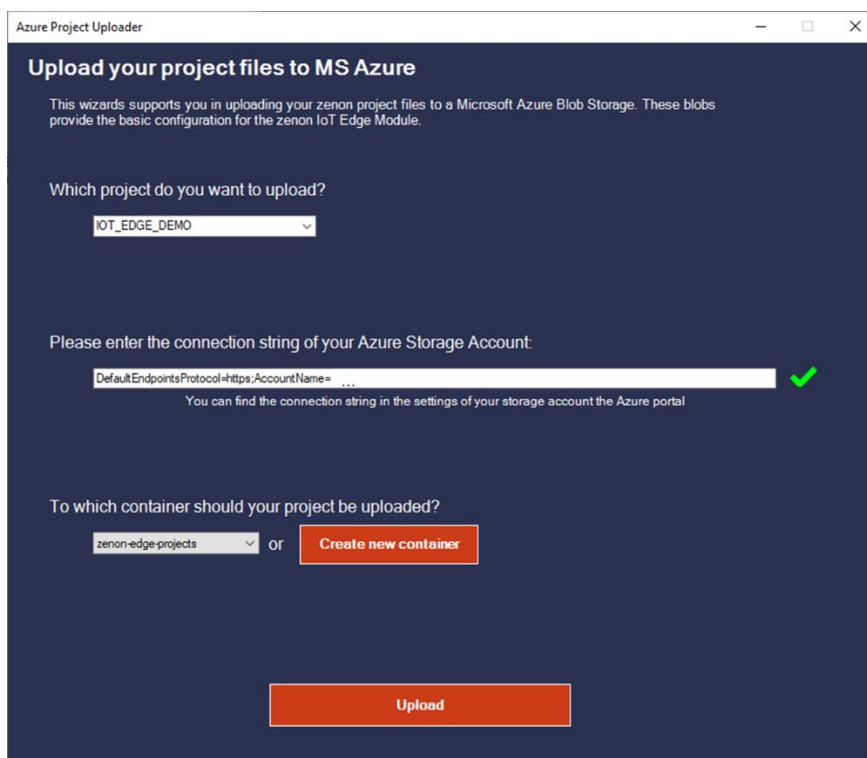 Azure Project Uploader
Upload your project files to MS Azure
This wizards supports you in uploading your zenon project files to a Microsoft Azure Blob Storage. These blobs
provide the basic configuration for the zenon IoT Edge Module.
Which project do you want to upload?
IOT_EDGE_DEMO
Please enter the connection string of your Azure Storage Account:
DefaultEndpointsProtocol=https;AccountName= ...
You can find the connection string in the settings of your storage account the Azure portal
To which container should your project be uploaded?
zenon-edge-projects or Create new container
Upload